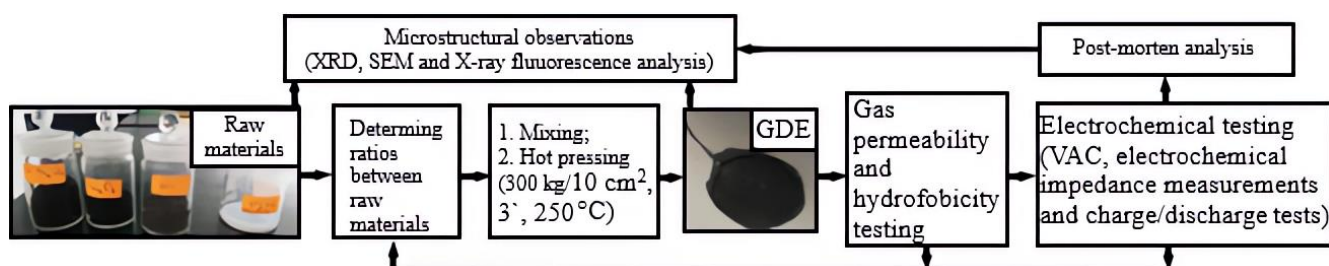 Microstructural observations
(XRD, SEM and X-ray fluuorescence analysis)
Post-morten analysis
Raw
materials
Determing
ratios
between
raw
materials
1. Mixing;
2. Hot pressing
(300 kg/10 cm², 
3`, 250°C)
GDE
Gas
permeability
and
hydrofobicity
testing
Electrochemical testing
(VAC, electrochemical
impedance measurements
and charge/discharge tests)